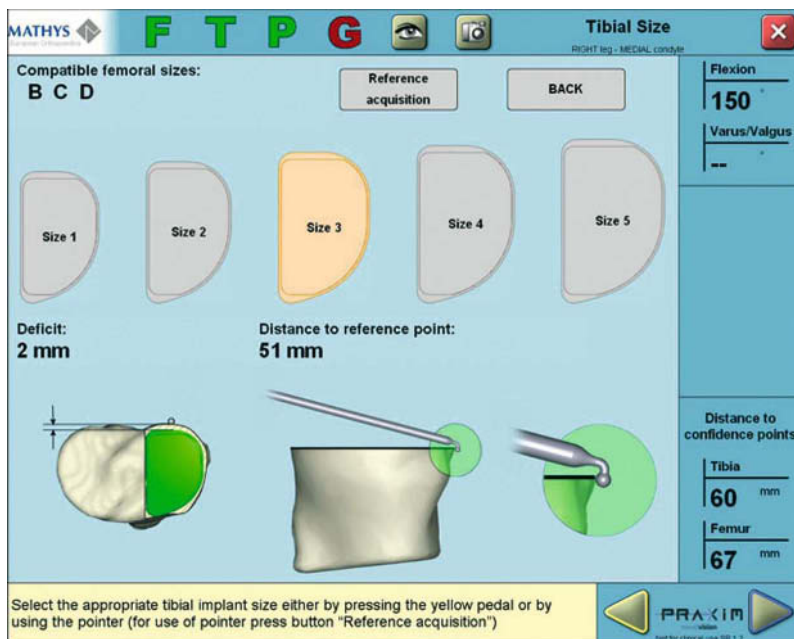 MATHYS
European Orthopaedics
F T P G
Tibial Size
RIGHT leg - MEDIAL condyle
Compatible femoral sizes:
B C D
Reference
acquisition
BACK
Flexion
150 °
Varus/Valgus
-- °
Size 1
Size 2
Size 3
Size 4
Size 5
Deficit:
2 mm
Distance to reference point:
51 mm
Distance to
confidence points
Tibia
60 mm
Femur
67 mm
Select the appropriate tibial implant size either by pressing the yellow pedal or by
using the pointer (for use of pointer press button "Reference acquisition")
PRAXIM